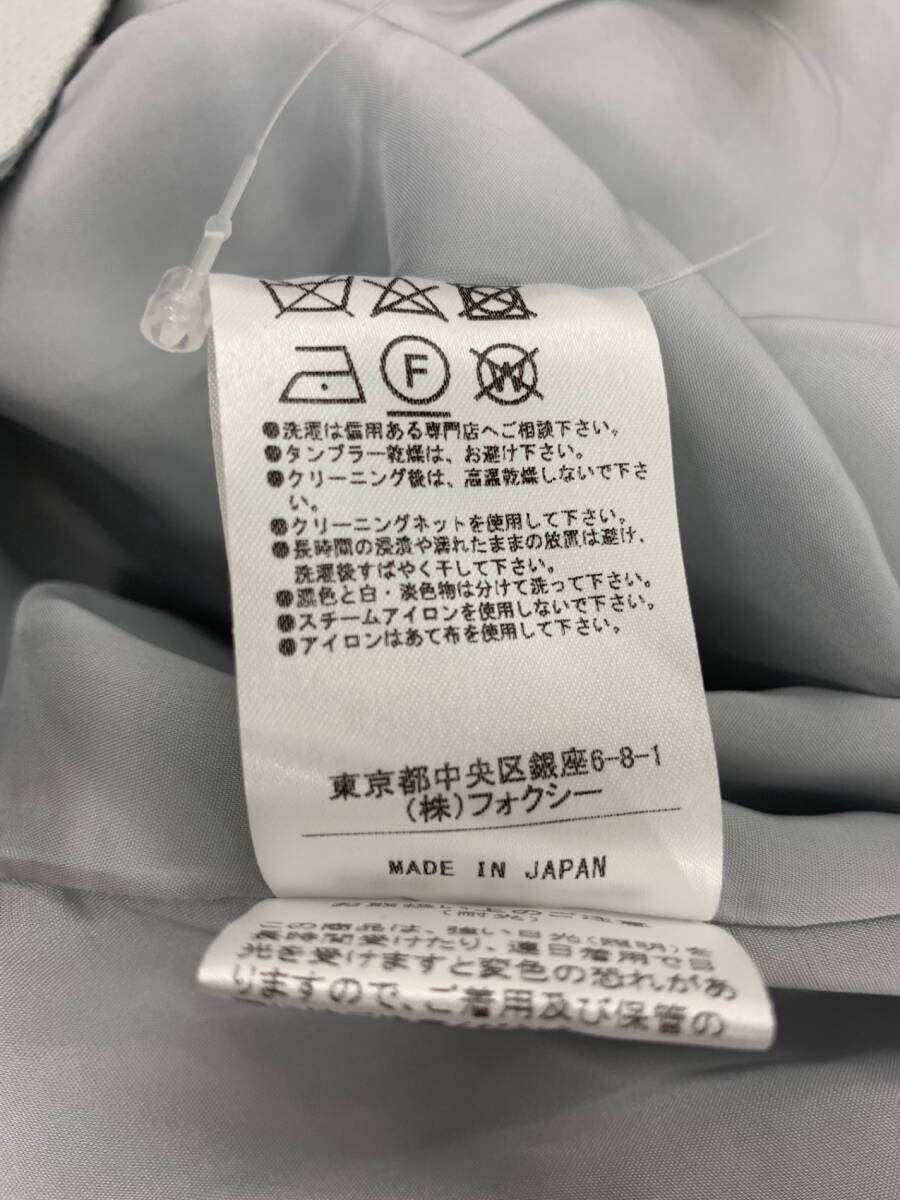 F
W
●洗濯は信用ある専門店へご相談下さい。
●タンブラー乾燥は、お避け下さい。
●クリーニング後は、高温乾燥しないで下さ
い。
●クリーニングネットを使用して下さい。
●長時間の浸漬や濡れたままの放置は避け、
洗濯後すばやく干して下さい。
●濃色と白・淡色物は分けて洗って下さい。
●スチームアイロンを使用しないで下さい。
●アイロンはあて布を使用して下さい。
東京都中央区銀座6-8-1
(株)フォクシー
MADE IN JAPAN
お取扱い上のご注意
(耐光)
この商品は、強い日光(照明)を
長時間受けたり、連日着用で日
光を受けますと変色の恐れがあ
りますので、ご着用及び保管の